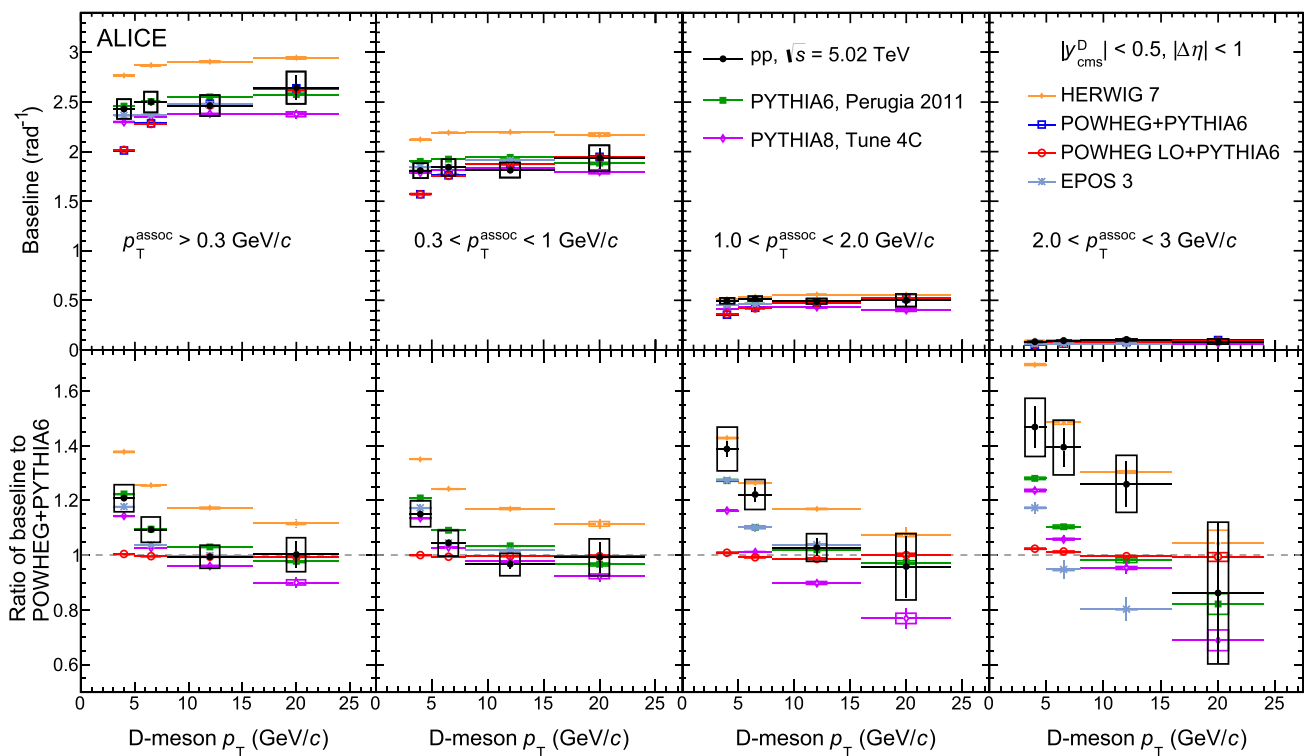 ALICE
pp, √s = 5.02 TeV
PYTHIA6, Perugia 2011
PYTHIA8, Tune 4C
|y^D_cms| < 0.5, |Δη| < 1
HERWIG 7
POWHEG+PYTHIA6
POWHEG LO+PYTHIA6
EPOS 3
p_T^assoc > 0.3 GeV/c
0.3 < p_T^assoc < 1 GeV/c
1.0 < p_T^assoc < 2.0 GeV/c
2.0 < p_T^assoc < 3 GeV/c
Baseline (rad⁻¹)
3
2.5
2
1.5
1
0.5
0
Ratio of baseline to
POWHEG+PYTHIA6
1.6
1.4
1.2
1
0.8
0.6
5 10 15 20 25
5 10 15 20 25
5 10 15 20 25
5 10 15 20 25
D-meson p_T (GeV/c)
D-meson p_T (GeV/c)
D-meson p_T (GeV/c)
D-meson p_T (GeV/c)